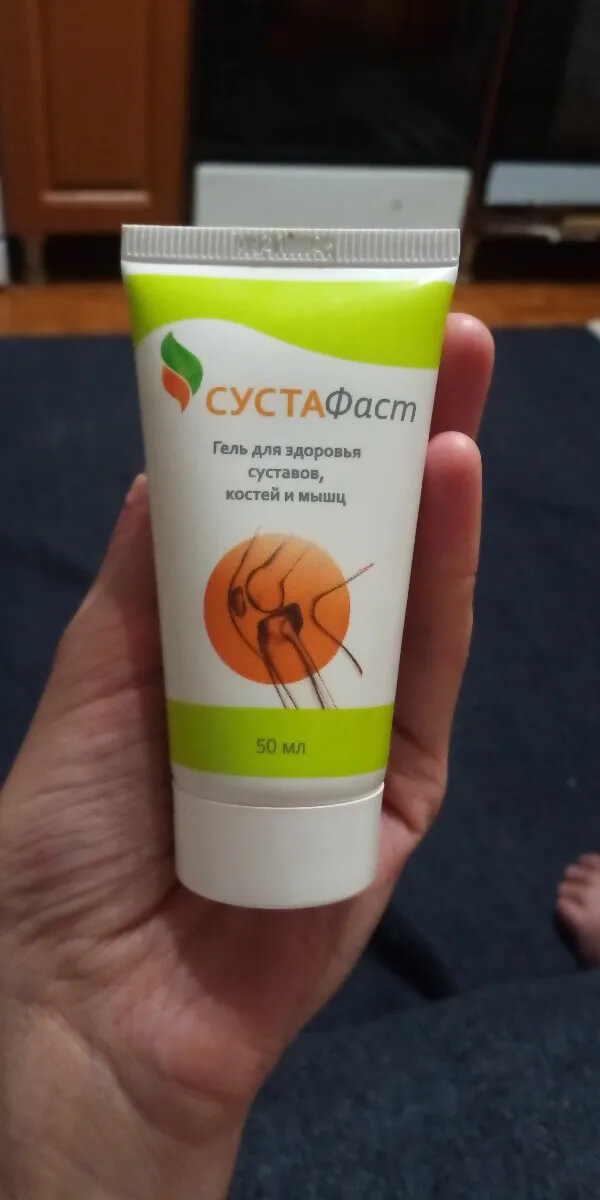 СУСТАФаст
Гель для здоровья
суставов,
костей и мышц
50 мл